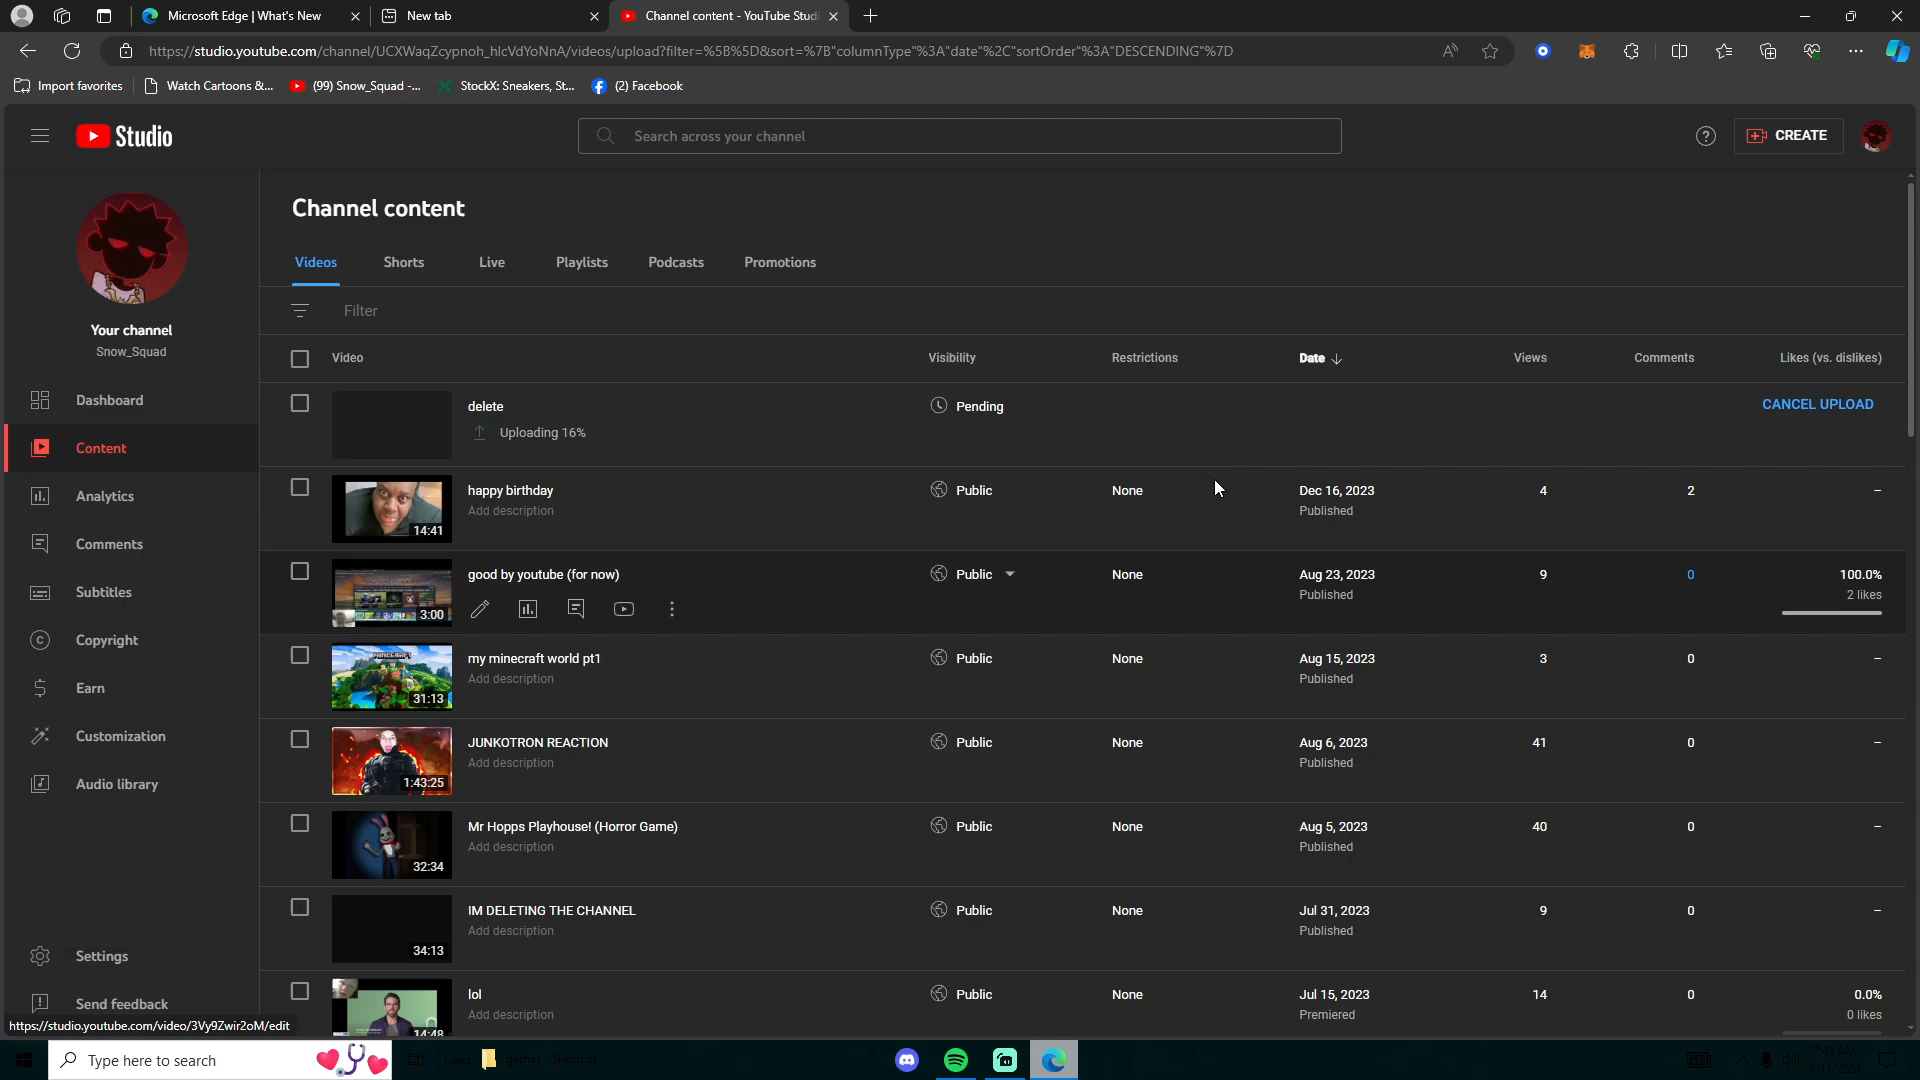 Microsoft Edge | What's New
New tab
Channel content - YouTube Studi
https://studio.youtube.com/channel/UCXWaqZcypnoh_hlcVdYoNnA/videos/upload?filter=%5B%5D&sort=%7B"columnType"%3A"date"%2C"sortOrder"%3A"DESCENDING"%7D
Import favorites
Watch Cartoons &...
(99) Snow_Squad -...
StockX: Sneakers, St...
(2) Facebook
Studio
Search across your channel
CREATE
Your channel
Snow_Squad
Dashboard
Content
Analytics
Comments
Subtitles
Copyright
Earn
Customization
Audio library
Settings
Send feedback
Channel content
Videos Shorts Live Playlists Podcasts Promotions
Filter
Video Visibility Restrictions Date Views Comments Likes (vs. dislikes)
delete Pending CANCEL UPLOAD
Uploading 16%
happy birthday Public None Dec 16, 2023 4 2 –
Add description Published
14:41
good by youtube (for now) Public None Aug 23, 2023 9 0 100.0%
Published 2 likes
3:00
my minecraft world pt1 Public None Aug 15, 2023 3 0 –
Add description Published
31:13
JUNKOTRON REACTION Public None Aug 6, 2023 41 0 –
Add description Published
1:43:25
Mr Hopps Playhouse! (Horror Game) Public None Aug 5, 2023 40 0 –
Add description Published
32:34
IM DELETING THE CHANNEL Public None Jul 31, 2023 9 0 –
Add description Published
34:13
lol Public None Jul 15, 2023 14 0 0.0%
Add description Premiered 0 likes
14:48
https://studio.youtube.com/video/3Vy9Zwir2oM/edit
Type here to search